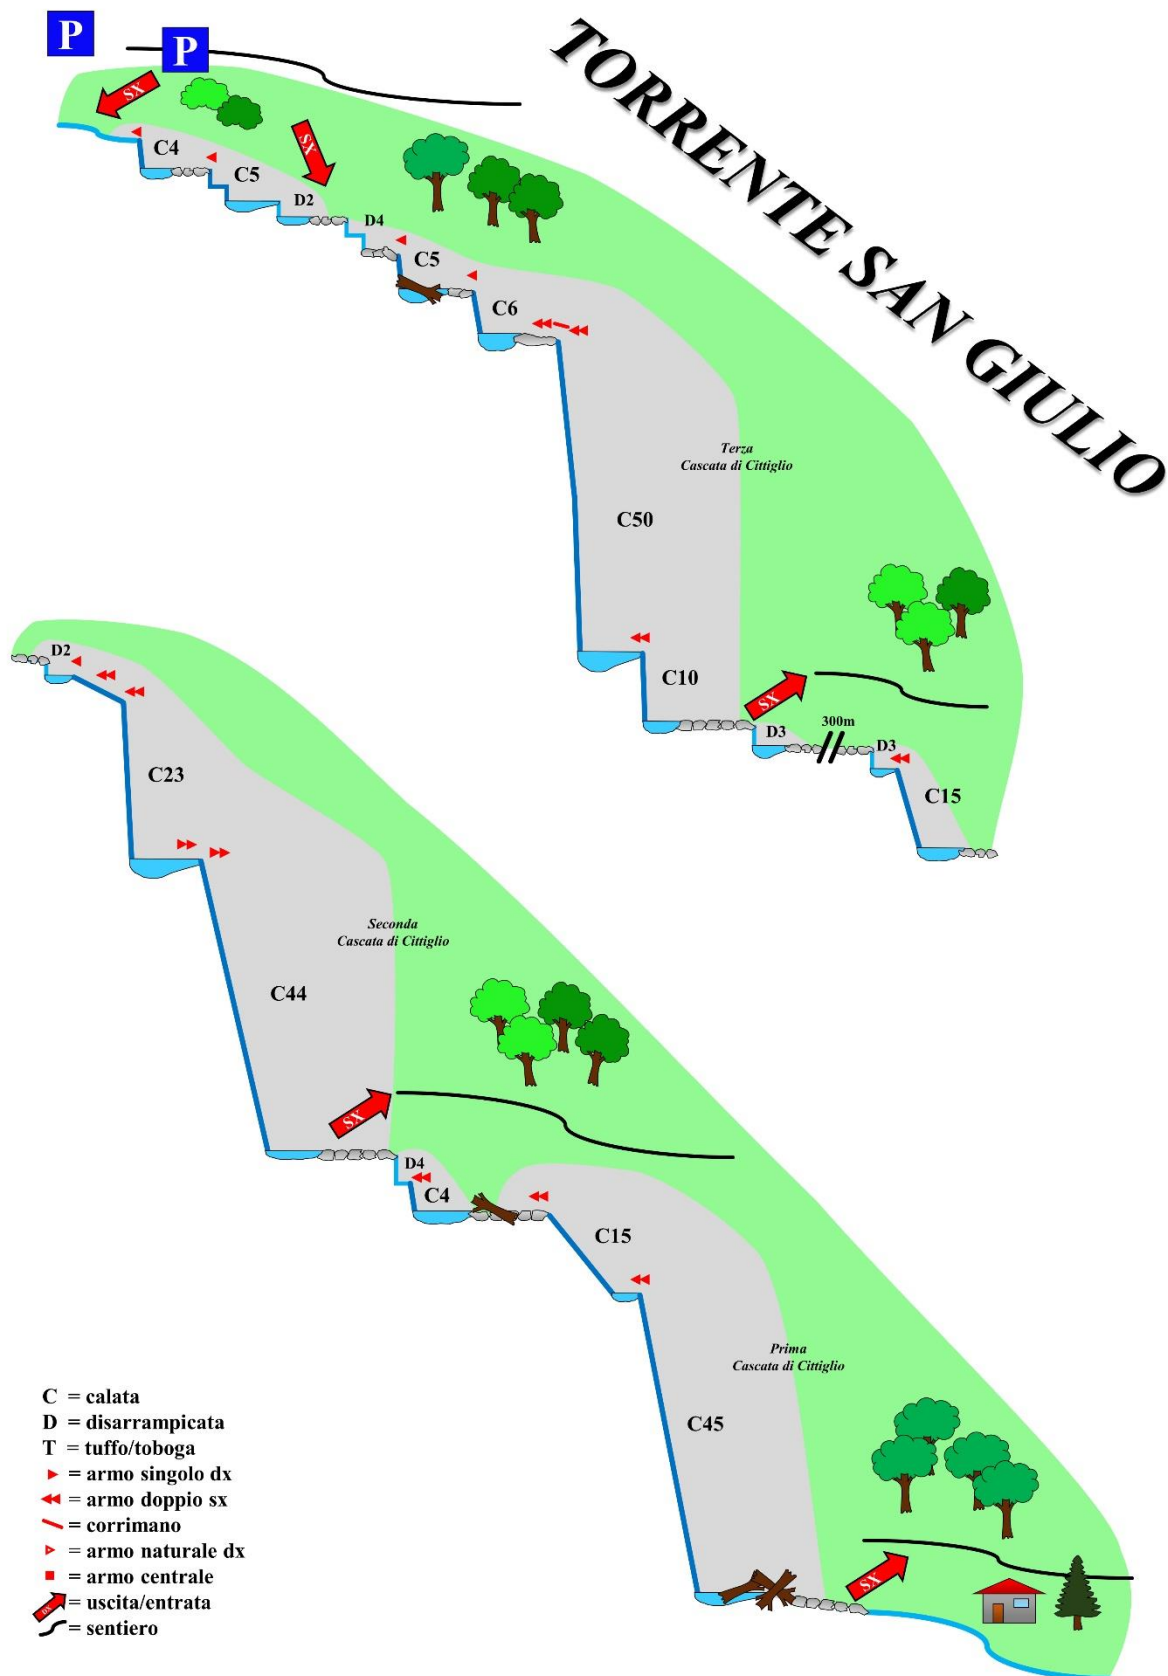 P
P
TORRENTE SAN GIULIO
SX
SX
C4
C5
D2
D4
C5
C6
Terza
Cascata di Cittiglio
C50
C10
SX
D3
300m
D3
C15
D2
C23
Seconda
Cascata di Cittiglio
C44
SX
D4
C4
C15
Prima
Cascata di Cittiglio
C45
SX
C = calata
D = disarrampicata
T = tuffo/toboga
= armo singolo dx
= armo doppio sx
= corrimano
= armo naturale dx
= armo centrale
DX = uscita/entrata
= sentiero